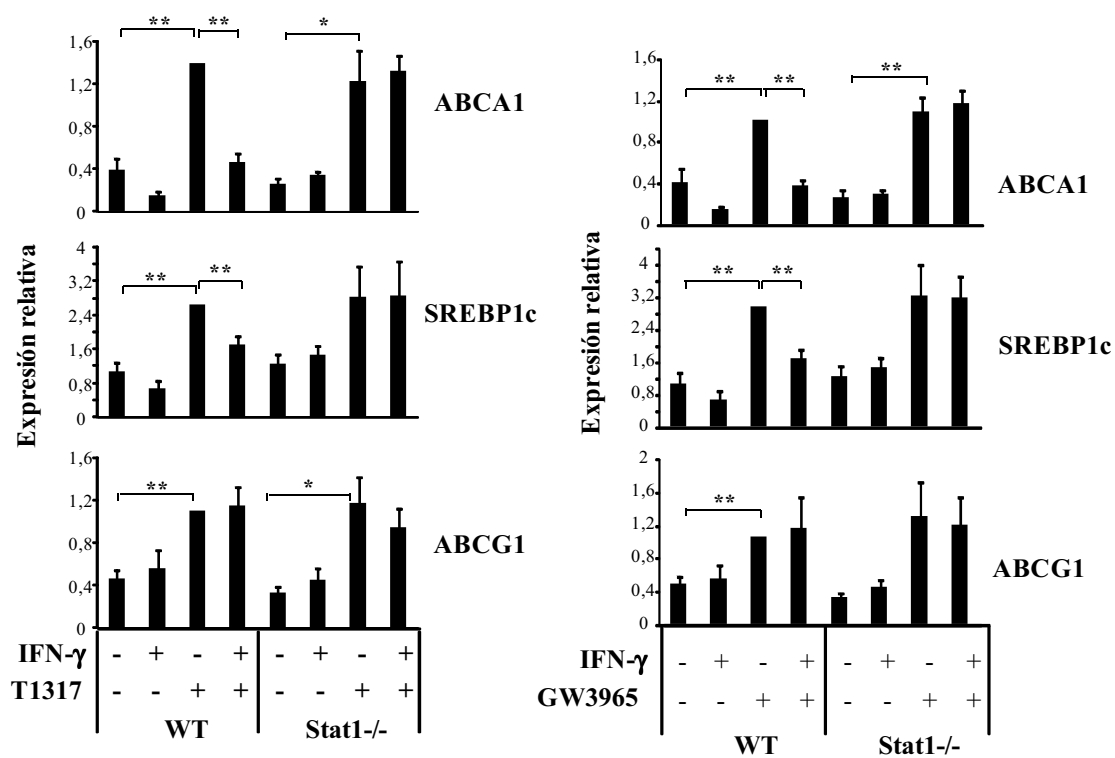 ** **
*
1,6
1,2
0,8
0,4
0
ABCA1
** **
4
3,2
2,4
1,6
0,8
0
SREBP1c
Expresión relativa
** *
1,6
1,2
0,8
0,4
0
ABCG1
IFN-γ - + - + - + - +
T1317 - - + + - - + +
WT Stat1-/-
** **
**
1,6
1,2
0,8
0,4
0
ABCA1
** **
4
3,2
2,4
1,6
0,8
0
SREBP1c
Expresión relativa
**
2
1,6
1,2
0,8
0,4
0
ABCG1
IFN-γ - + - + - + - +
GW3965 - - + + - - + +
WT Stat1-/-